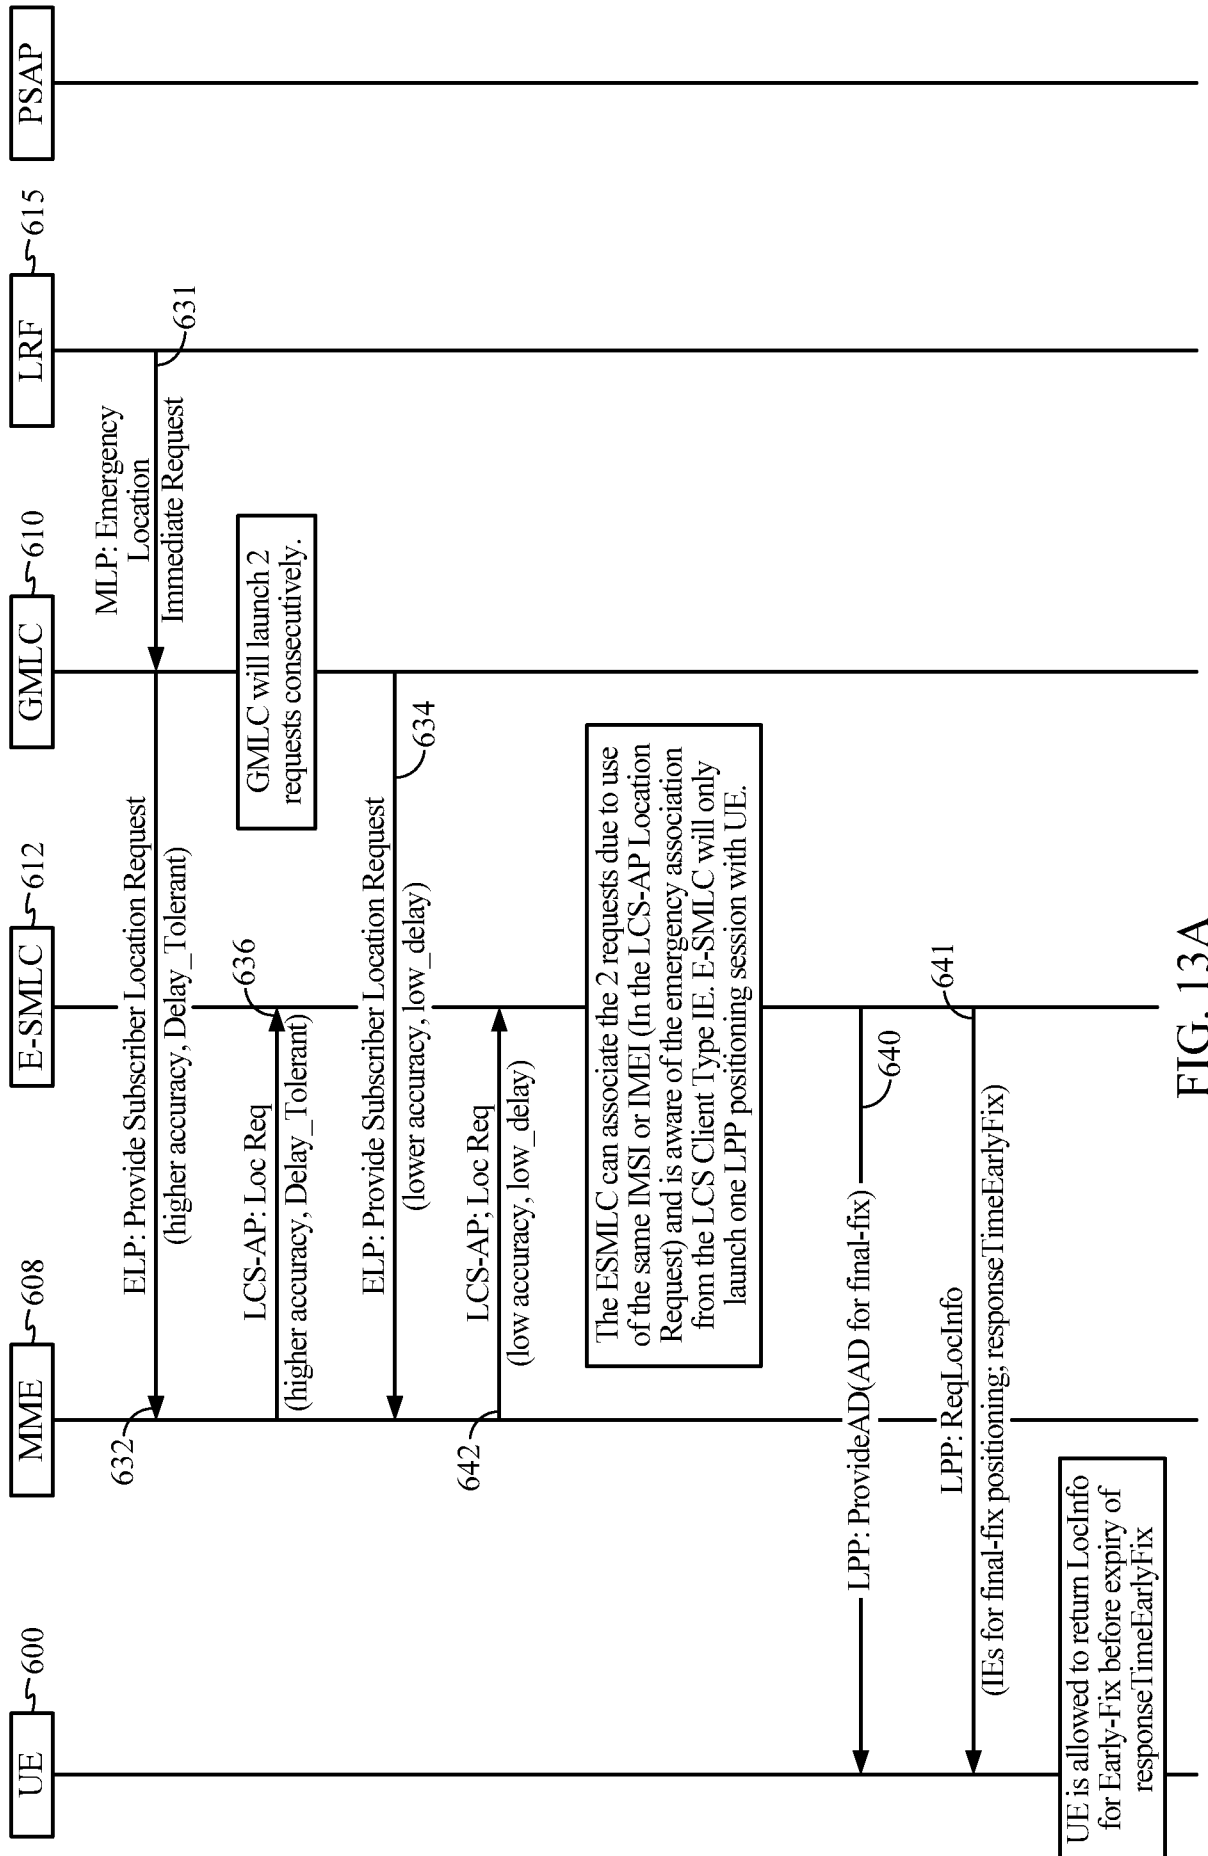 UE
600
MME
608
E-SMLC
612
GMLC
610
LRF
615
PSAP
MLP: Emergency
Location
Immediate Request
631
ELP: Provide Subscriber Location Request
(higher accuracy, Delay_Tolerant)
632
GMLC will launch 2
requests consecutively.
LCS-AP: Loc Req
(higher accuracy, Delay_Tolerant)
636
ELP: Provide Subscriber Location Request
(lower accuracy, low_delay)
634
LCS-AP; Loc Req
(low accuracy, low_delay)
642
The ESMLC can associate the 2 requests due to use
of the same IMSI or IMEI (In the LCS-AP Location
Request) and is aware of the emergency association
from the LCS Client Type IE. E-SMLC will only
launch one LPP positioning session with UE.
LPP: ProvideAD(AD for final-fix)
640
LPP: ReqLocInfo
(IEs for final-fix positioning; responseTimeEarlyFix)
641
UE is allowed to return LocInfo
for Early-Fix before expiry of
responseTimeEarlyFix
FIG. 13A